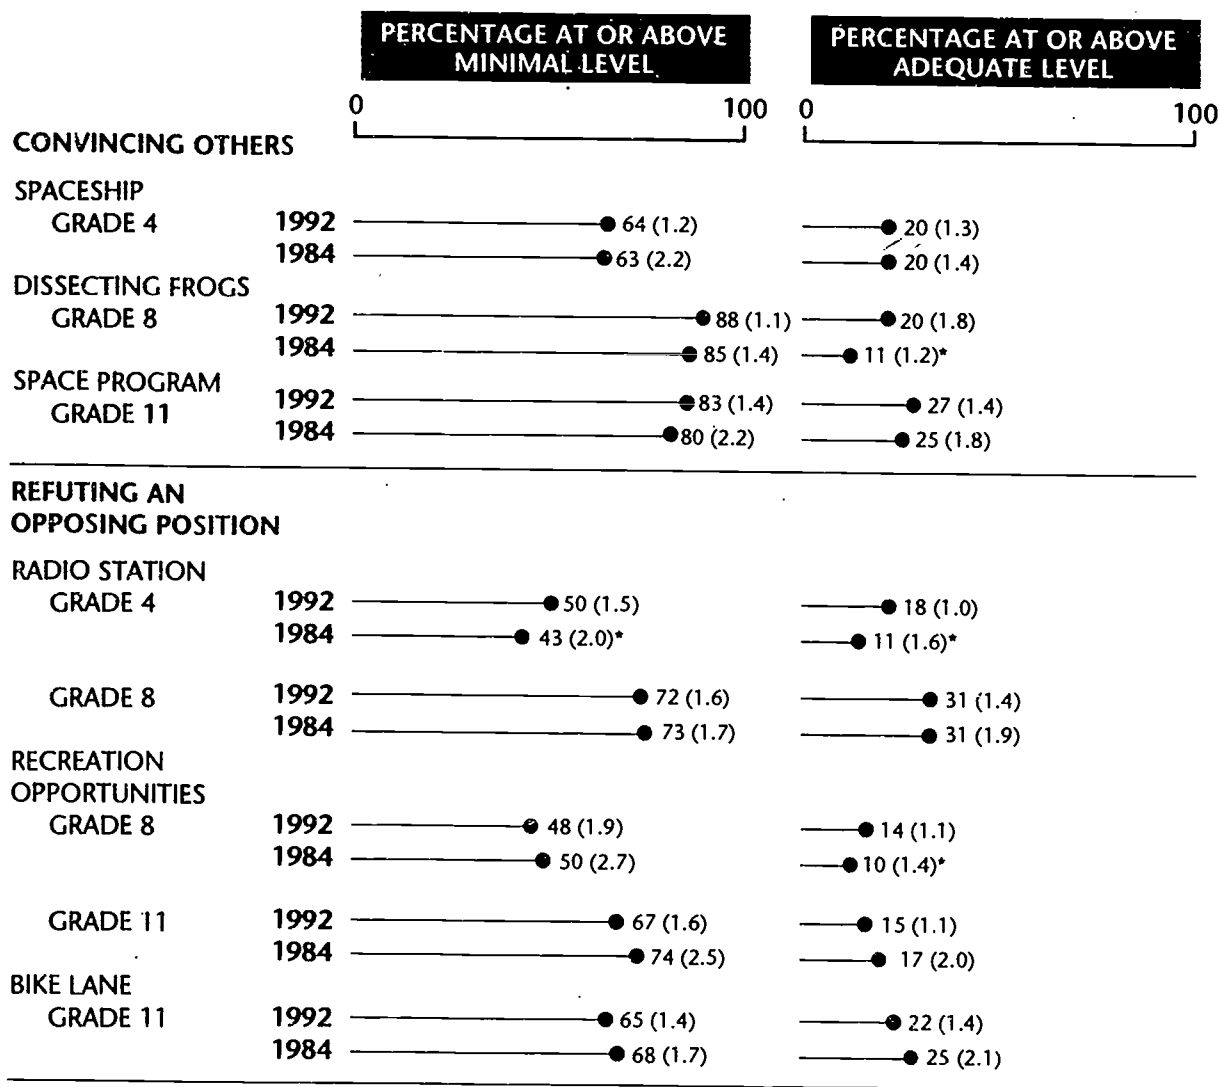 PERCENTAGE AT OR ABOVE MINIMAL LEVEL PERCENTAGE AT OR ABOVE ADEQUATE LEVEL
0 100 0 100
CONVINCING OTHERS
SPACESHIP
GRADE 4 1992 64 (1.2) 20 (1.3)
1984 63 (2.2) 20 (1.4)
DISSECTING FROGS
GRADE 8 1992 88 (1.1) 20 (1.8)
1984 85 (1.4) 11 (1.2)*
SPACE PROGRAM
GRADE 11 1992 83 (1.4) 27 (1.4)
1984 80 (2.2) 25 (1.8)
REFUTING AN
OPPOSING POSITION
RADIO STATION
GRADE 4 1992 50 (1.5) 18 (1.0)
1984 43 (2.0)* 11 (1.6)*
GRADE 8 1992 72 (1.6) 31 (1.4)
1984 73 (1.7) 31 (1.9)
RECREATION
OPPORTUNITIES
GRADE 8 1992 48 (1.9) 14 (1.1)
1984 50 (2.7) 10 (1.4)*
GRADE 11 1992 67 (1.6) 15 (1.1)
1984 74 (2.5) 17 (2.0)
BIKE LANE
GRADE 11 1992 65 (1.4) 22 (1.4)
1984 68 (1.7) 25 (2.1)